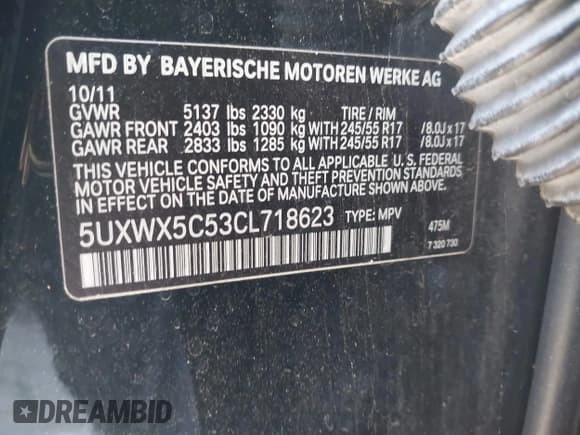 MFD BY BAYERISCHE MOTOREN WERKE AG
10/11
GVWR 5137 lbs 2330 kg TIRE / RIM
GAWR FRONT 2403 lbs 1090 kg WITH 245/55 R17 /8.0J x 17
GAWR REAR 2833 lbs 1285 kg WITH 245/55 R17 /8.0J x 17
THIS VEHICLE CONFORMS TO ALL APPLICABLE U.S. FEDERAL
MOTOR VEHICLE SAFETY AND THEFT PREVENTION STANDARDS
IN EFFECT ON THE DATE OF MANUFACTURE SHOWN ABOVE.
5UXWX5C53CL718623 TYPE: MPV 475M
7 320 730
DREAMBID